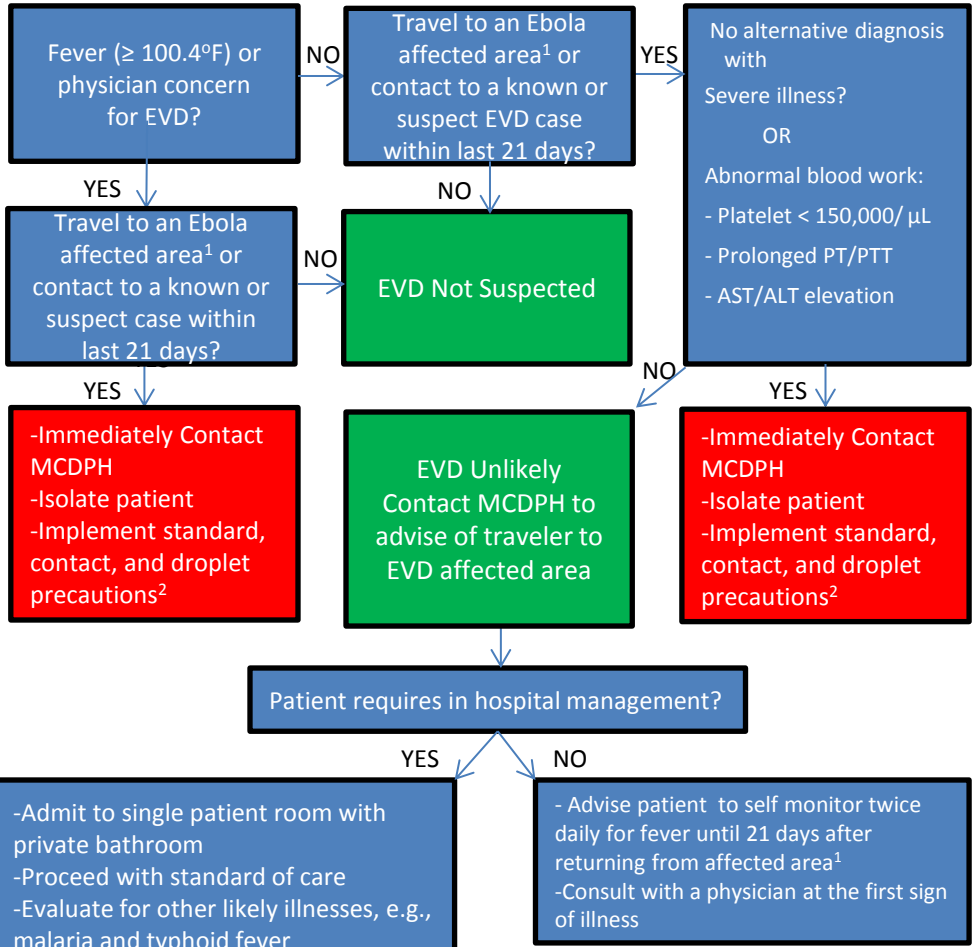 Fever (≥ 100.4°F) or
physician concern
for EVD?
NO
Travel to an Ebola
affected area¹ or
contact to a known or
suspect EVD case
within last 21 days?
YES
No alternative diagnosis
with
Severe illness?
OR
Abnormal blood work:
- Platelet < 150,000/ µL
- Prolonged PT/PTT
- AST/ALT elevation
YES
NO
Travel to an Ebola
affected area¹ or
contact to a known or
suspect case within
last 21 days?
NO
EVD Not Suspected
YES
NO
YES
-Immediately Contact
MCDPH
-Isolate patient
-Implement standard,
contact, and droplet
precautions²
EVD Unlikely
Contact MCDPH to
advise of traveler to
EVD affected area
-Immediately Contact
MCDPH
-Isolate patient
-Implement standard,
contact, and droplet
precautions²
Patient requires in hospital management?
YES
NO
-Admit to single patient room with
private bathroom
-Proceed with standard of care
-Evaluate for other likely illnesses, e.g.,
malaria and typhoid fever
- Advise patient to self monitor twice
daily for fever until 21 days after
returning from affected area¹
-Consult with a physician at the first sign
of illness